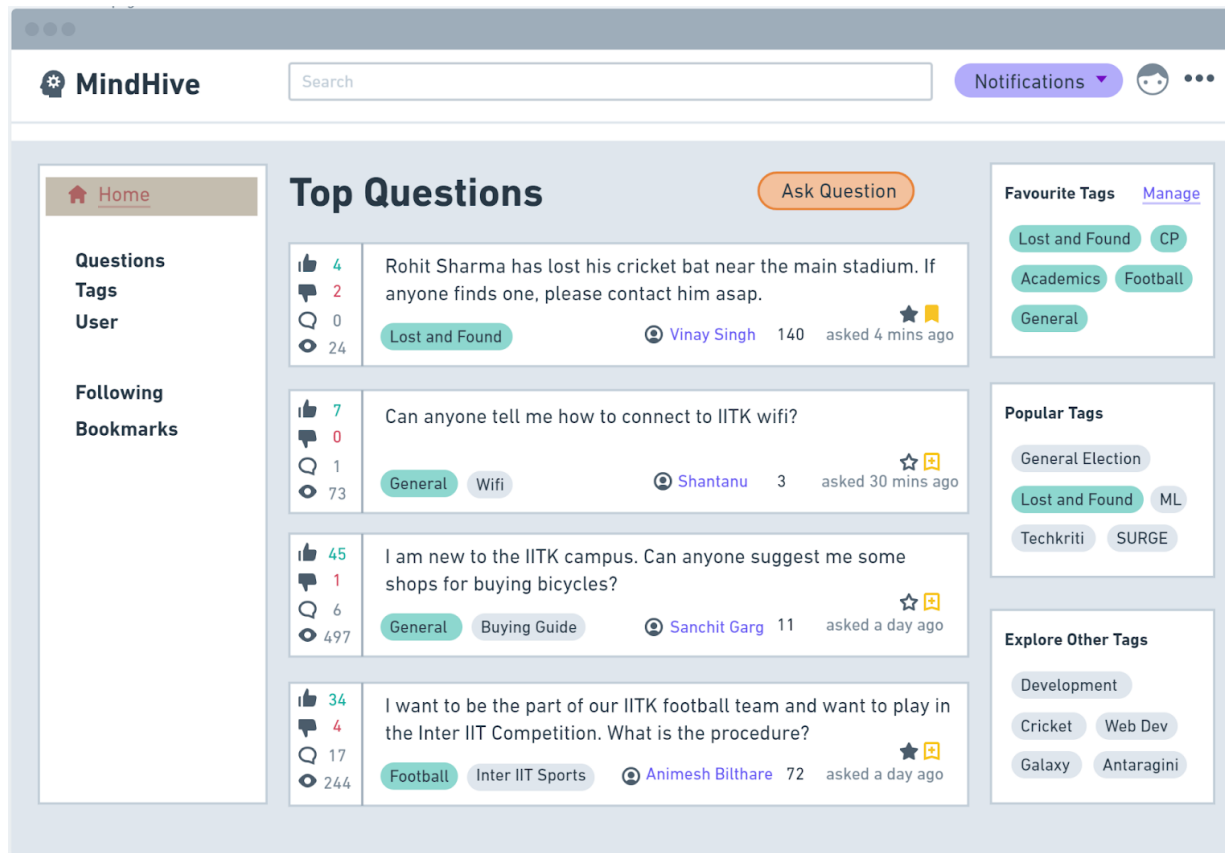 MindHive
Search
Notifications
Home
Questions
Tags
User
Following
Bookmarks
Top Questions
Ask Question
4
2
0
24
Rohit Sharma has lost his cricket bat near the main stadium. If
anyone finds one, please contact him asap.
Lost and Found
Vinay Singh 140 asked 4 mins ago
7
0
1
73
Can anyone tell me how to connect to IITK wifi?
General Wifi
Shantanu 3 asked 30 mins ago
45
1
6
497
I am new to the IITK campus. Can anyone suggest me some
shops for buying bicycles?
General Buying Guide
Sanchit Garg 11 asked a day ago
34
4
17
244
I want to be the part of our IITK football team and want to play in
the Inter IIT Competition. What is the procedure?
Football Inter IIT Sports
Animesh Bilthare 72 asked a day ago
Favourite Tags Manage
Lost and Found CP
Academics Football
General
Popular Tags
General Election
Lost and Found ML
Techkriti SURGE
Explore Other Tags
Development
Cricket Web Dev
Galaxy Antaragini